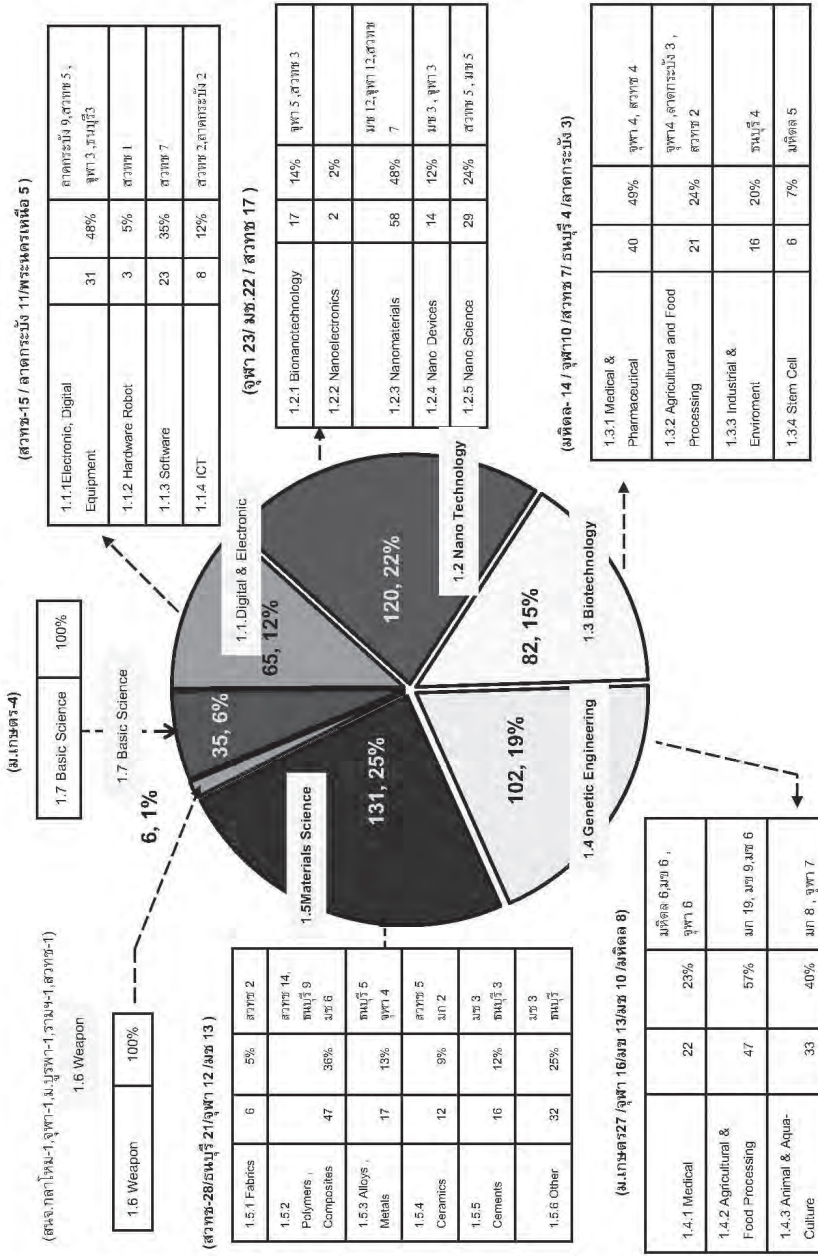 (สวทช-15 / ลาดกระบัง 11/พระนครเหนือ 5 )
1.1.1Electronic, Digital Equipment 31 48% ลาดกระบัง 9,สวทช 5 , จุฬา 3 ,ธนบุรี3
1.1.2 Hardware Robot 3 5% สวทช 1
1.1.3 Software 23 35% สวทช 7
1.1.4 ICT 8 12% สวทช 2,ลาดกระบัง 2
(จุฬา 23/ มช.22 / สวทช 17 )
1.2.1 Bionanotechnology 17 14% จุฬา 5 ,สวทช 3
1.2.2 Nanoelectronics 2 2%
1.2.3 Nanomaterials 58 48% มช 12,จุฬา 12,สวทช 7
1.2.4 Nano Devices 14 12% มช 3 , จุฬา 3
1.2.5 Nano Science 29 24% สวทช 5 , มช 5
(มหิดล- 14 / จุฬา10 /สวทช 7/ ธนบุรี 4 /ลาดกระบัง 3)
1.3.1 Medical & Pharmaceutical 40 49% จุฬา 4, สวทช 4
1.3.2 Agricultural and Food Processing 21 24% จุฬา4 ,ลาดกระบัง 3 , สวทช 2
1.3.3 Industrial & Enviroment 16 20% ธนบุรี 4
1.3.4 Stem Cell 6 7% มหิดล 5
(ม.เกษตร-4)
1.7 Basic Science 100%
1.7 Basic Science
35, 6%
6, 1%
65, 12%
1.1.Digital & Electronic
120, 22%
1.2 Nano Technology
82, 15%
1.3 Biotechnology
102, 19%
1.4 Genetic Engineering
131, 25%
1.5Materials Science
(สนจ.กลาโหม-1,จุฬา-1,ม.บูรพา-1,รามฯ-1,สวทช-1)
1.6 Weapon
1.6 Weapon 100%
(สวทช-28/ธนบุรี 21/จุฬา 12 /มช 13 )
1.5.1 Fabrics 6 5% สวทช 2
1.5.2 Polymers , Composites 47 36% สวทช 14, ธนบุรี 9 มช 6
1.5.3 Alloys , Metals 17 13% ธนบุรี 5 จุฬา 4
1.5.4 Ceramics 12 9% สวทช 5 มก 2
1.5.5 Cements 16 12% มช 3 ธนบุรี 3
1.5.6 Other 32 25% มช 3 ธนบุรี
(ม.เกษตร27 /จุฬา 16/มข 13/มช 10 /มหิดล 8)
1.4.1 Medical 22 23% มหิดล 6,มข 6 , จุฬา 6
1.4.2 Agricultural & Food Processing 47 57% มก 19, มข 9,มช 6
1.4.3 Animal & Aqua-Culture 33 40% มก 8 , จุฬา 7